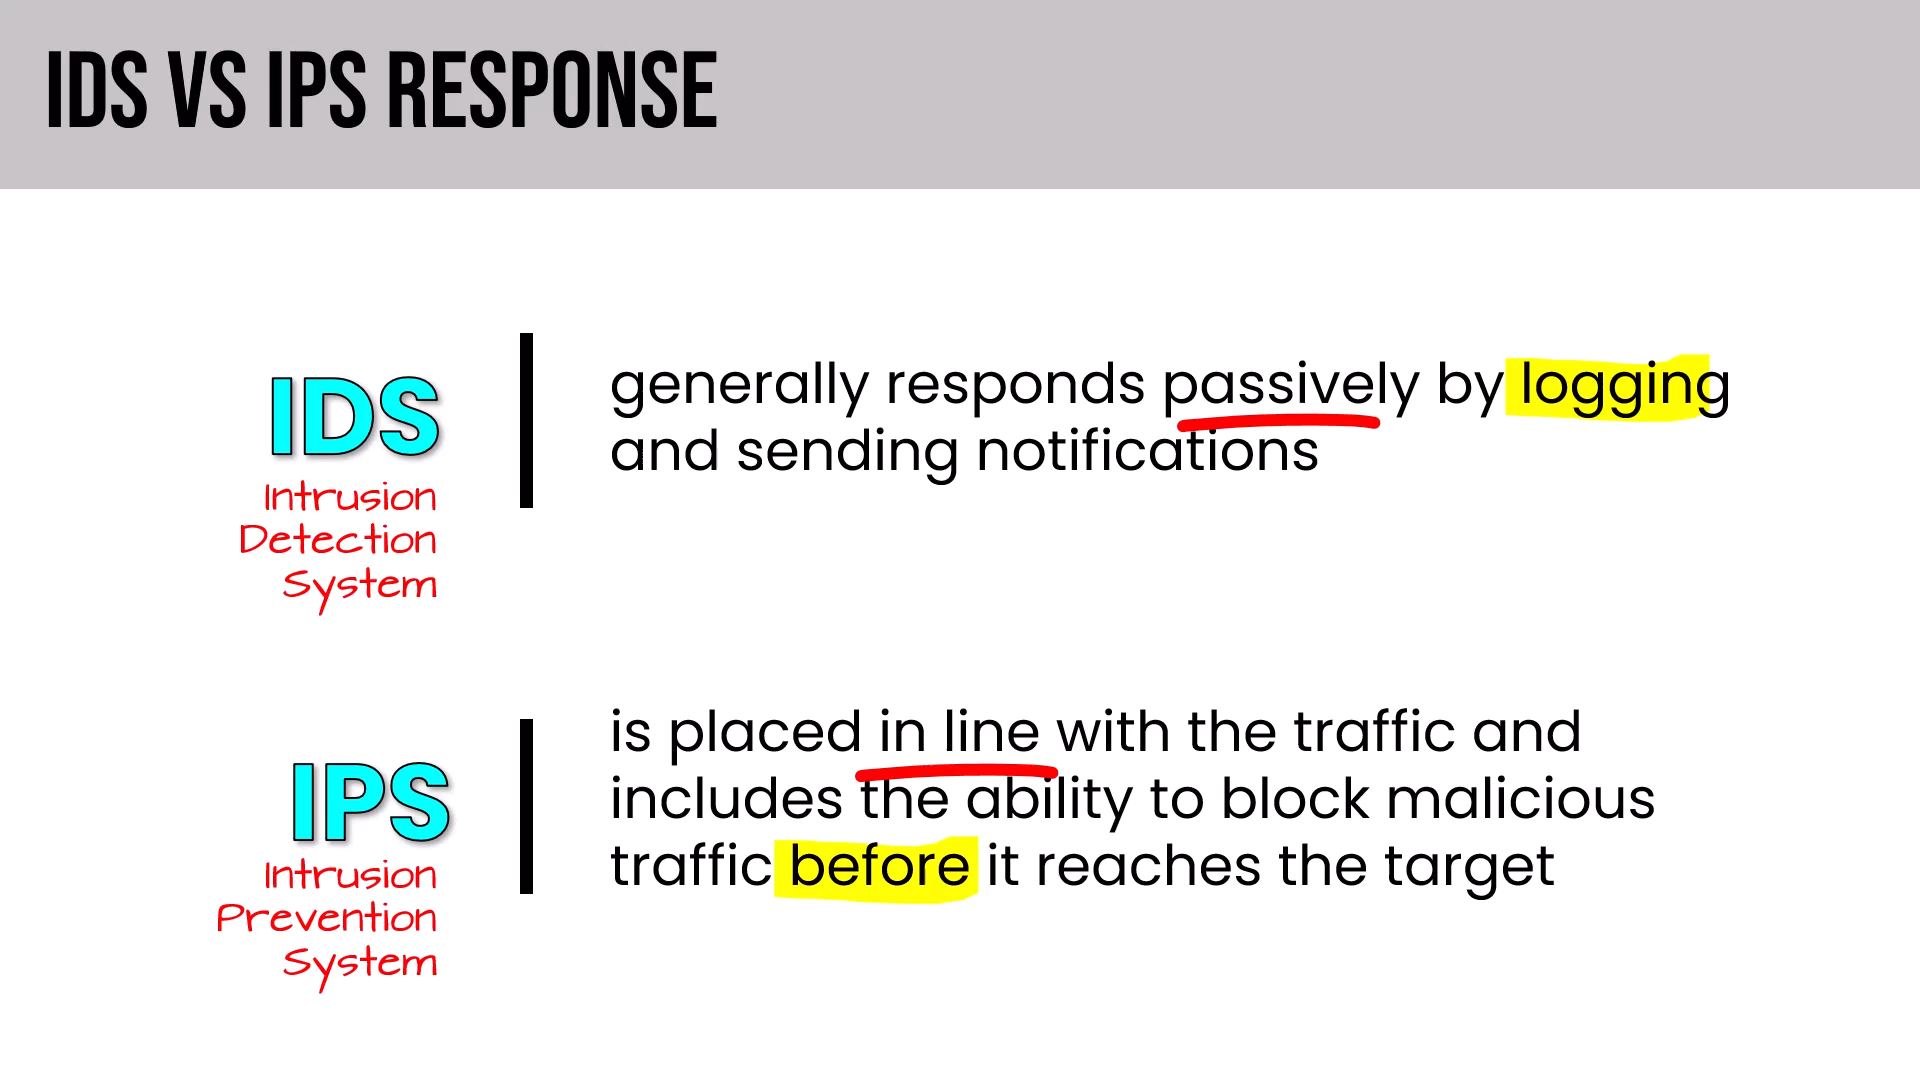 IDS VS IPS RESPONSE
IDS
Intrusion
Detection
System
generally responds passively by logging
and sending notifications
IPS
Intrusion
Prevention
System
is placed in line with the traffic and
includes the ability to block malicious
traffic before it reaches the target